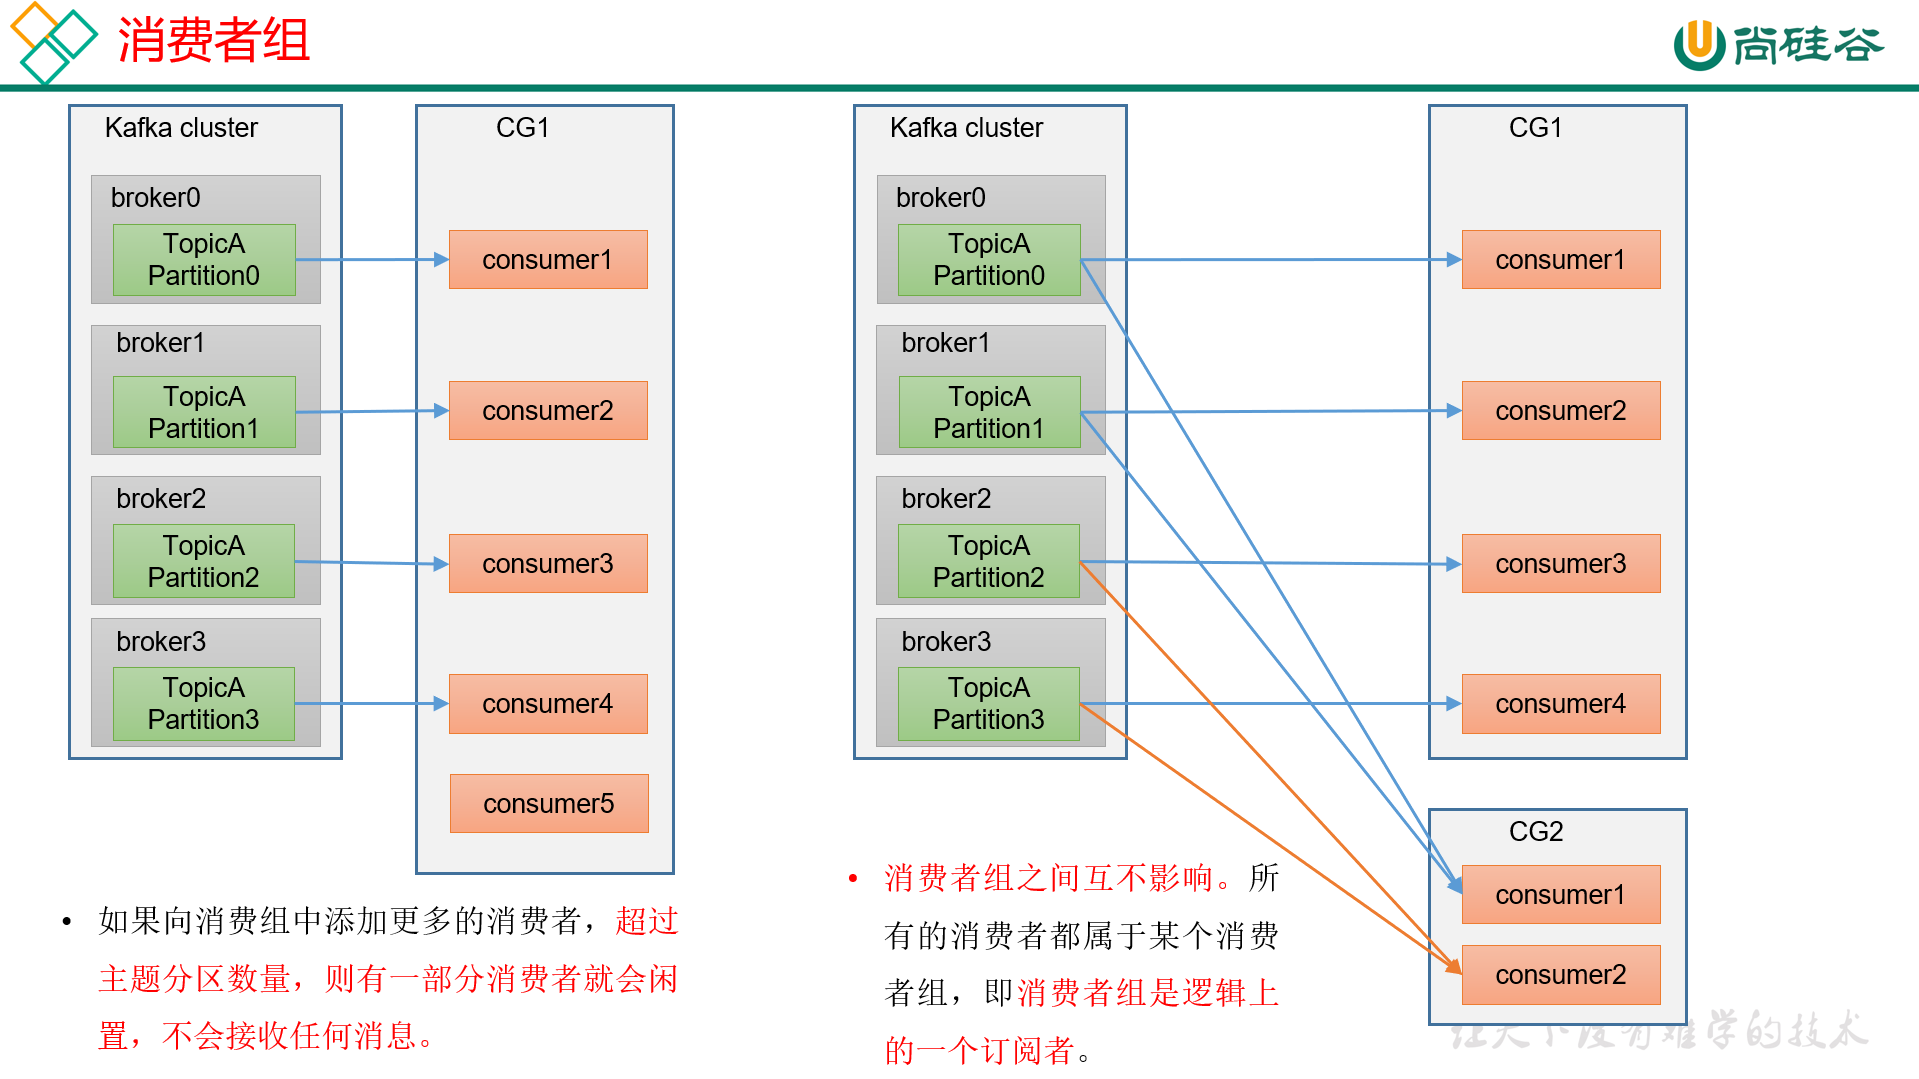 消费者组
尚硅谷
Kafka cluster
broker0
TopicA
Partition0
broker1
TopicA
Partition1
broker2
TopicA
Partition2
broker3
TopicA
Partition3
CG1
consumer1
consumer2
consumer3
consumer4
consumer5
• 如果向消费组中添加更多的消费者，超过
主题分区数量，则有一部分消费者就会闲
置，不会接收任何消息。
Kafka cluster
broker0
TopicA
Partition0
broker1
TopicA
Partition1
broker2
TopicA
Partition2
broker3
TopicA
Partition3
CG1
consumer1
consumer2
consumer3
consumer4
CG2
consumer1
consumer2
• 消费者组之间互不影响。所
有的消费者都属于某个消费
者组，即消费者组是逻辑上
的一个订阅者。
让天下没有难学的技术